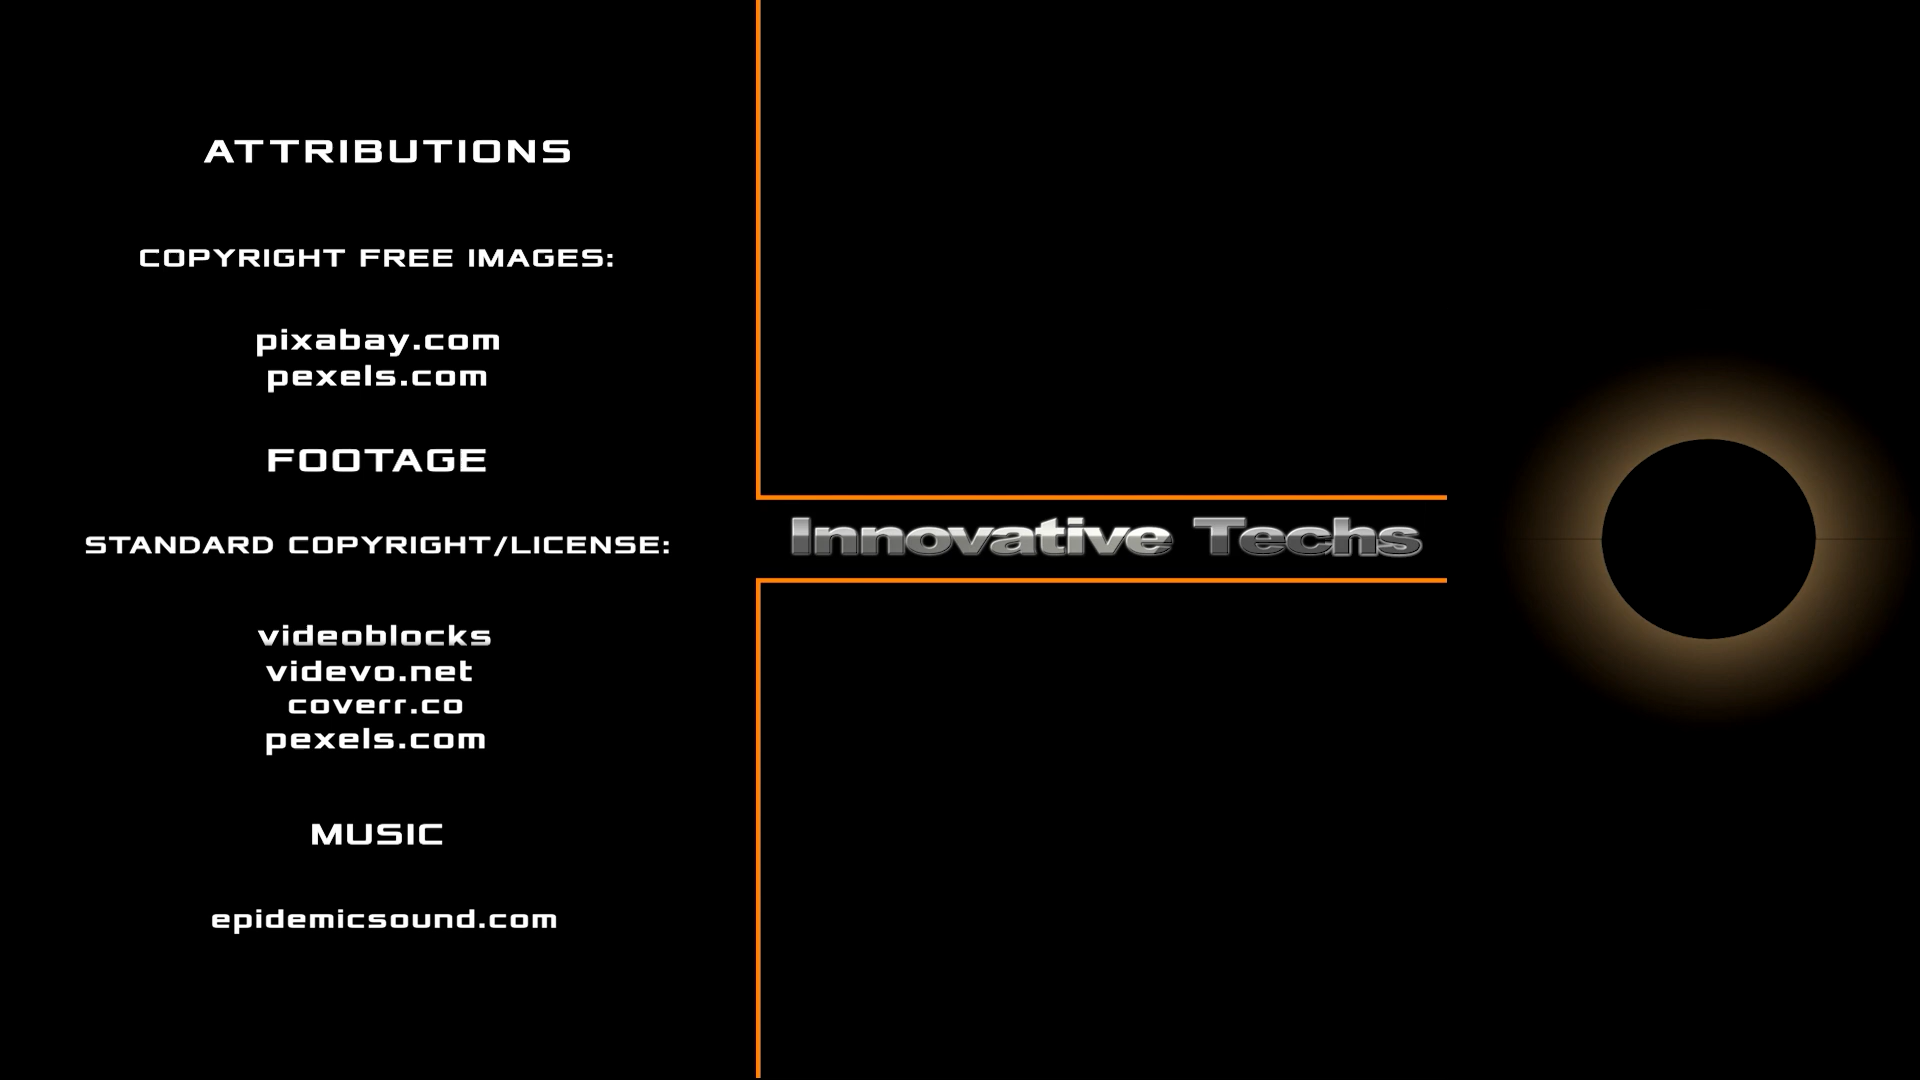 ATTRIBUTIONS
COPYRIGHT FREE IMAGES:
pixabay.com
pexels.com
FOOTAGE
STANDARD COPYRIGHT/LICENSE:
videoblocks
videvo.net
coverr.co
pexels.com
MUSIC
epidemicsound.com
Innovative Techs